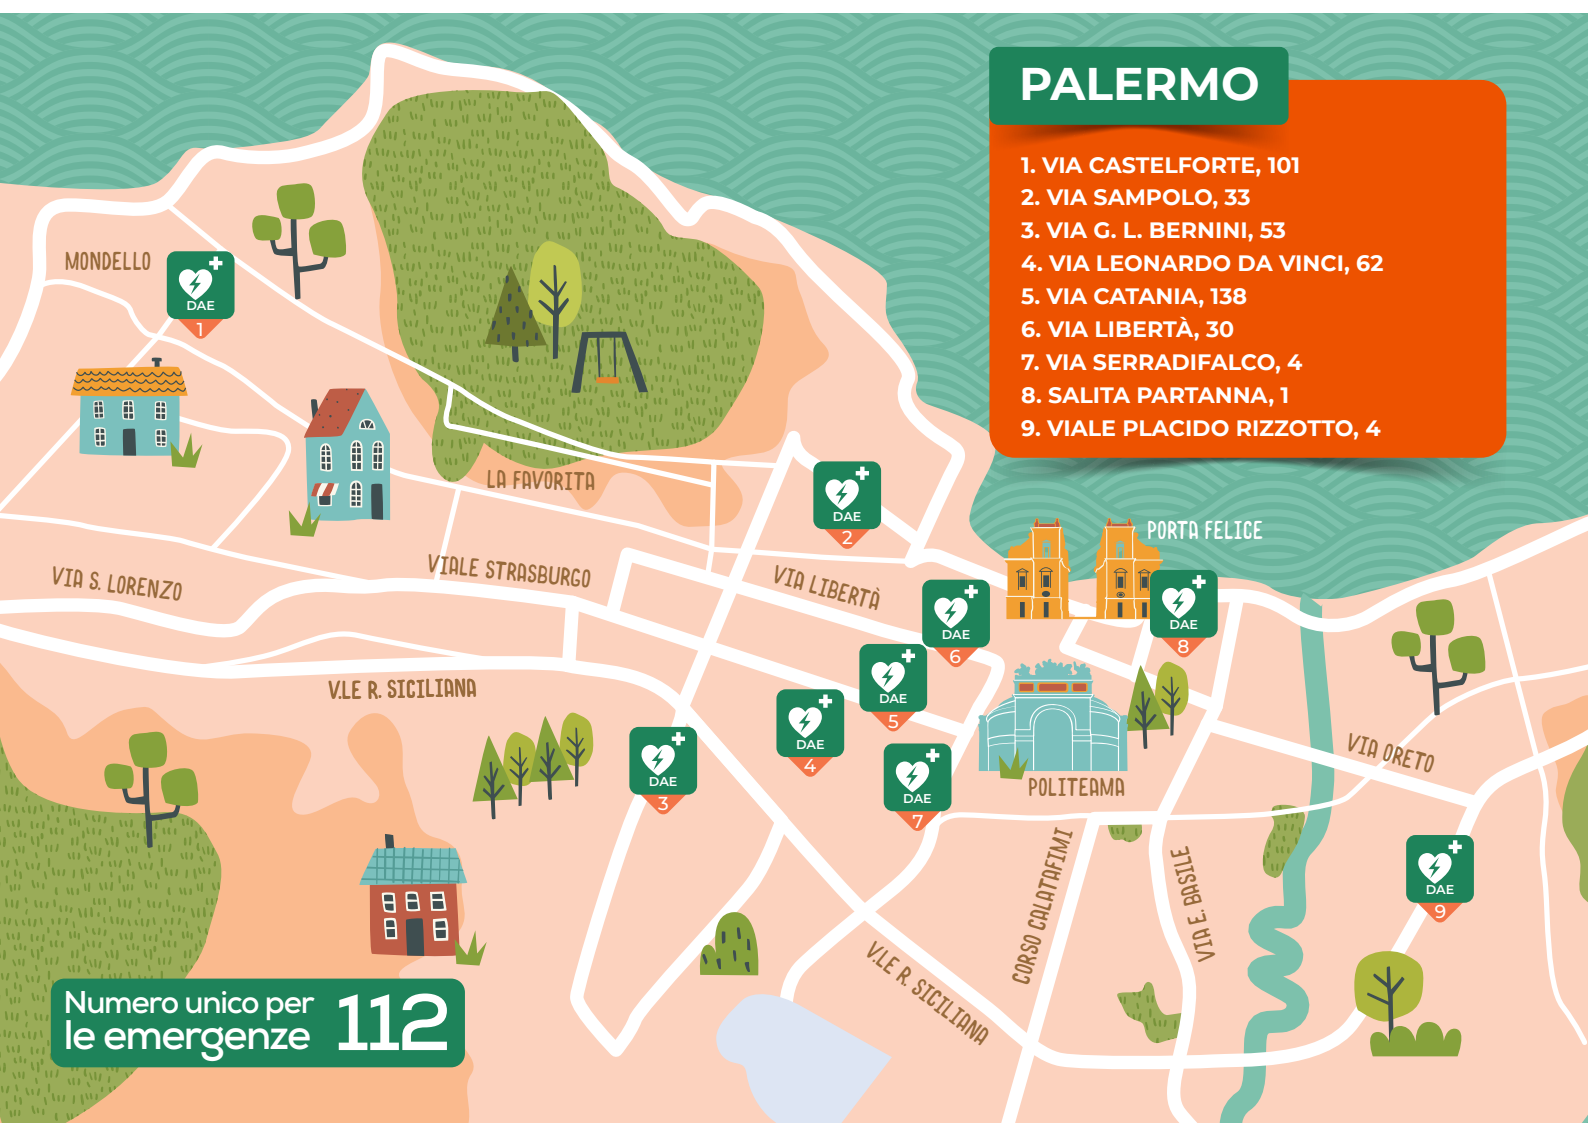 PALERMO
1. VIA CASTELFORTE, 101
2. VIA SAMPOLO, 33
3. VIA G. L. BERNINI, 53
4. VIA LEONARDO DA VINCI, 62
5. VIA CATANIA, 138
6. VIA LIBERTÀ, 30
7. VIA SERRADIFALCO, 4
8. SALITA PARTANNA, 1
9. VIALE PLACIDO RIZZOTTO, 4
MONDELLO
DAE
1
LA FAVORITA
DAE
2
PORTA FELICE
VIA S. LORENZO
VIALE STRASBURGO
VIA LIBERTÀ
DAE
6
DAE
8
V.LE R. SICILIANA
DAE
5
DAE
4
DAE
3
DAE
7
POLITEAMA
VIA ORETO
CORSO CALATAFIMI
VIA E. BASILE
DAE
9
V.LE R. SICILIANA
Numero unico per
le emergenze
112